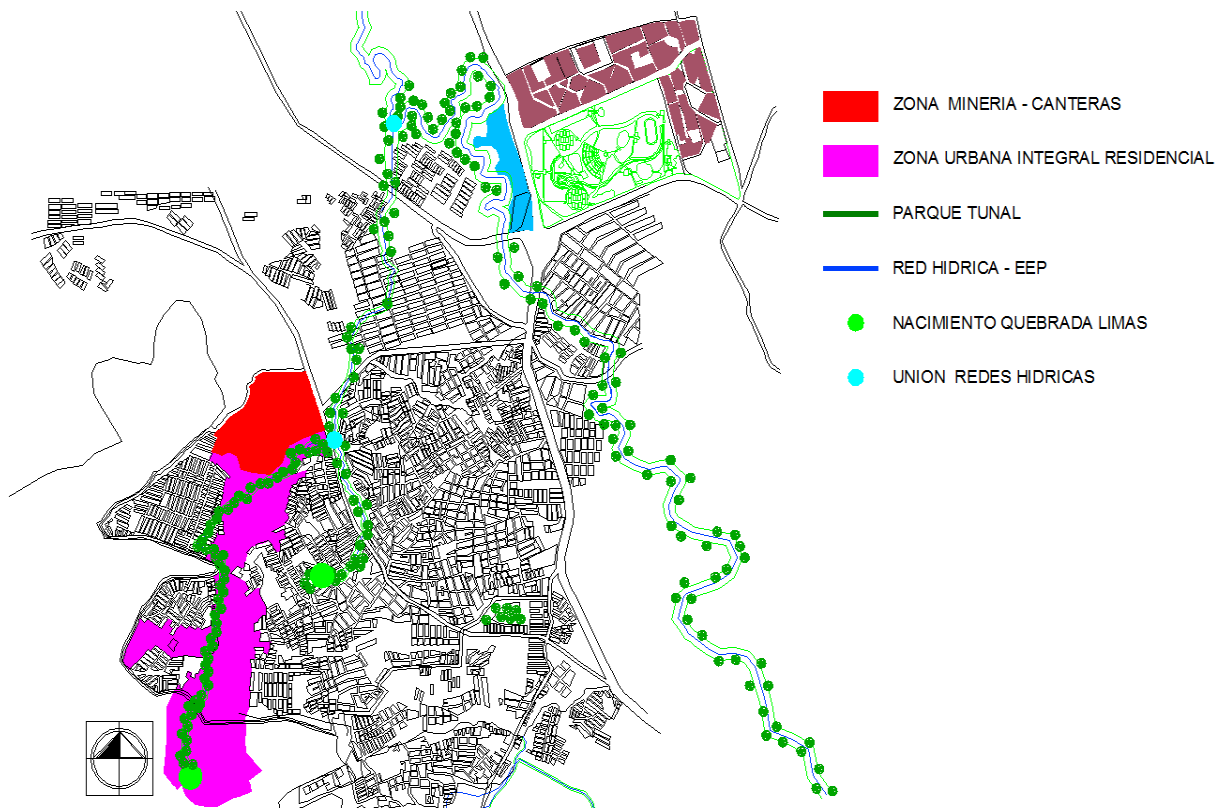 ZONA MINERIA - CANTERAS
ZONA URBANA INTEGRAL RESIDENCIAL
PARQUE TUNAL
RED HIDRICA - EEP
NACIMIENTO QUEBRADA LIMAS
UNION REDES HIDRICAS